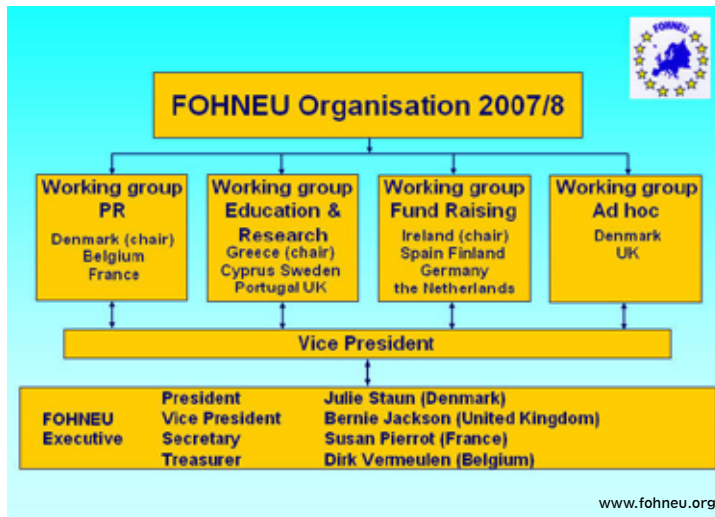 FOHNEU
FOHNEU Organisation 2007/8
Working group
PR
Denmark (chair)
Belgium
France
Working group
Education &
Research
Greece (chair)
Cyprus Sweden
Portugal UK
Working group
Fund Raising
Ireland (chair)
Spain Finland
Germany
the Netherlands
Working group
Ad hoc
Denmark
UK
Vice President
FOHNEU
Executive
President Julie Staun (Denmark)
Vice President Bernie Jackson (United Kingdom)
Secretary Susan Pierrot (France)
Treasurer Dirk Vermeulen (Belgium)
www.fohneu.org